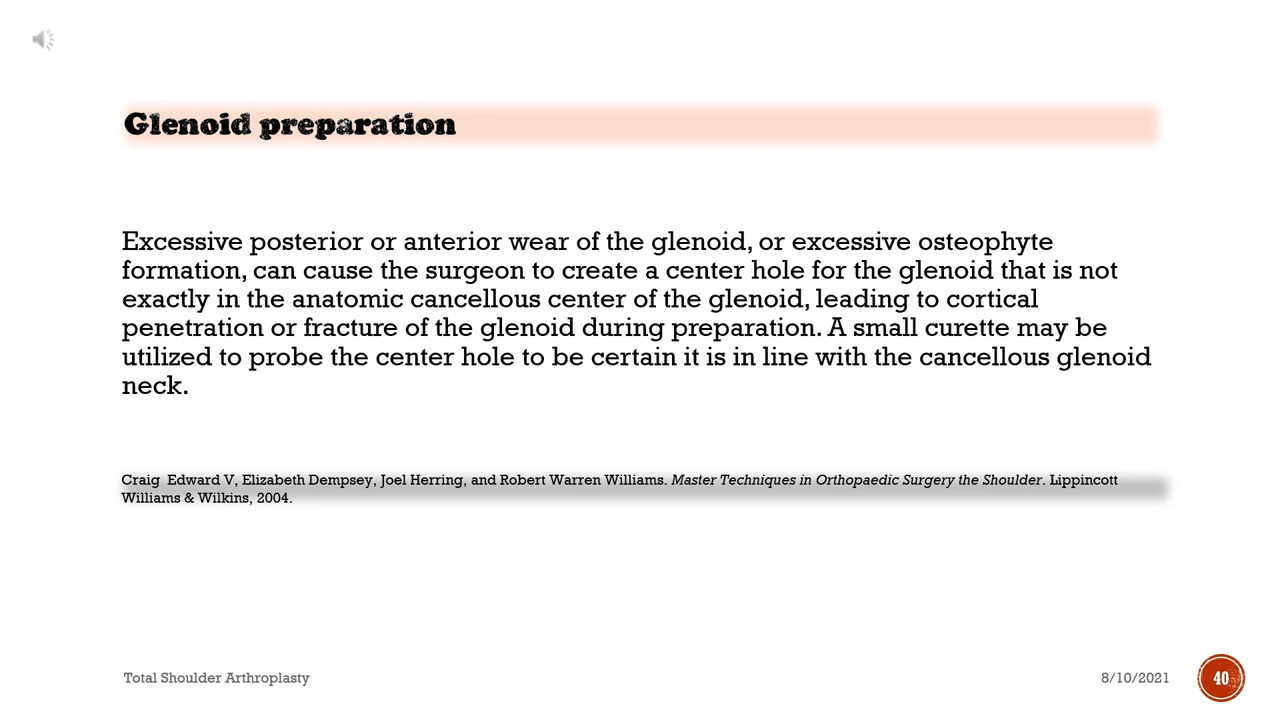 Glenoid preparation
Excessive posterior or anterior wear of the glenoid, or excessive osteophyte
formation, can cause the surgeon to create a center hole for the glenoid that is not
exactly in the anatomic cancellous center of the glenoid, leading to cortical
penetration or fracture of the glenoid during preparation. A small curette may be
utilized to probe the center hole to be certain it is in line with the cancellous glenoid
neck.
Craig Edward V, Elizabeth Dempsey, Joel Herring, and Robert Warren Williams. Master Techniques in Orthopaedic Surgery the Shoulder. Lippincott
Williams & Wilkins, 2004.
Total Shoulder Arthroplasty
8/10/2021
40